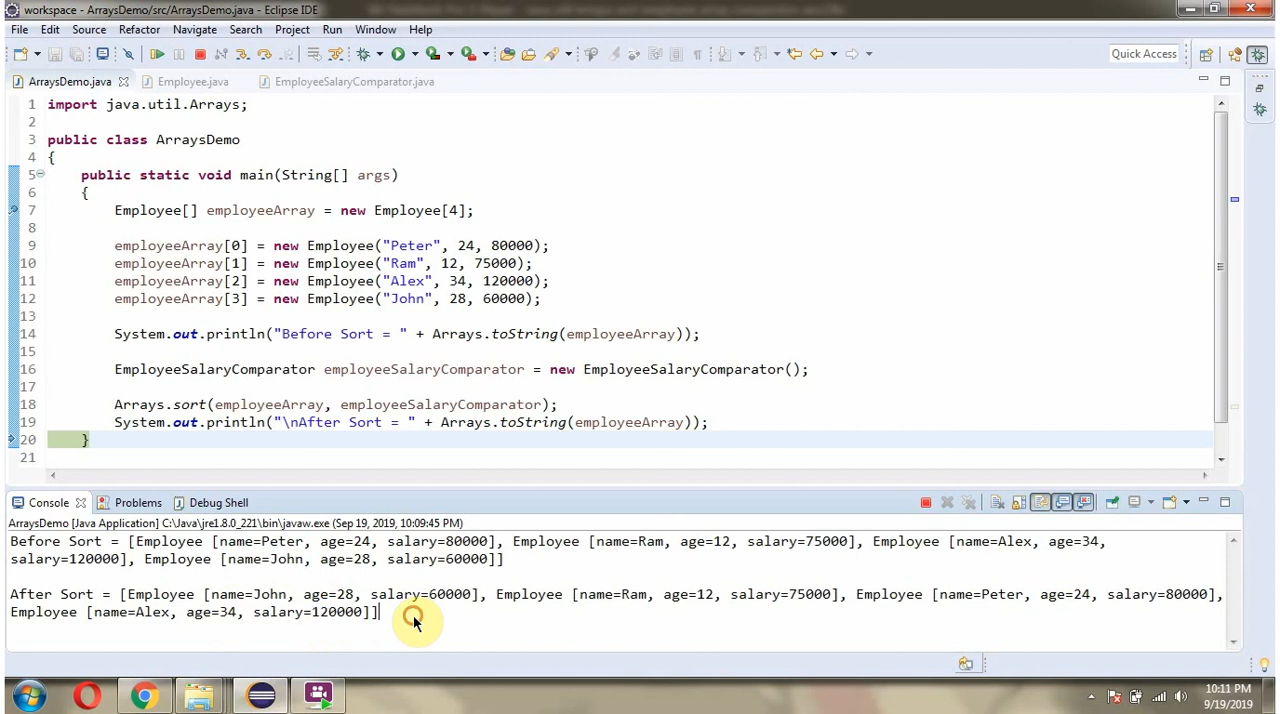 workspace - ArraysDemo/src/ArraysDemo.java - Eclipse IDE
File Edit Source Refactor Navigate Search Project Run Window Help
Quick Access
ArraysDemo.java Employee.java EmployeeSalaryComparator.java
1 import java.util.Arrays;
2
3 public class ArraysDemo
4 {
5 public static void main(String[] args)
6 {
7 Employee[] employeeArray = new Employee[4];
8
9 employeeArray[0] = new Employee("Peter", 24, 80000);
10 employeeArray[1] = new Employee("Ram", 12, 75000);
11 employeeArray[2] = new Employee("Alex", 34, 120000);
12 employeeArray[3] = new Employee("John", 28, 60000);
13
14 System.out.println("Before Sort = " + Arrays.toString(employeeArray));
15
16 EmployeeSalaryComparator employeeSalaryComparator = new EmployeeSalaryComparator();
17
18 Arrays.sort(employeeArray, employeeSalaryComparator);
19 System.out.println("\nAfter Sort = " + Arrays.toString(employeeArray));
20 }
21
Console Problems Debug Shell
ArraysDemo [Java Application] C:\Java\jre1.8.0_221\bin\javaw.exe (Sep 19, 2019, 10:09:45 PM)
Before Sort = [Employee [name=Peter, age=24, salary=80000], Employee [name=Ram, age=12, salary=75000], Employee [name=Alex, age=34,
salary=120000], Employee [name=John, age=28, salary=60000]]
After Sort = [Employee [name=John, age=28, salary=60000], Employee [name=Ram, age=12, salary=75000], Employee [name=Peter, age=24, salary=80000],
Employee [name=Alex, age=34, salary=120000]]
10:11 PM
9/19/2019